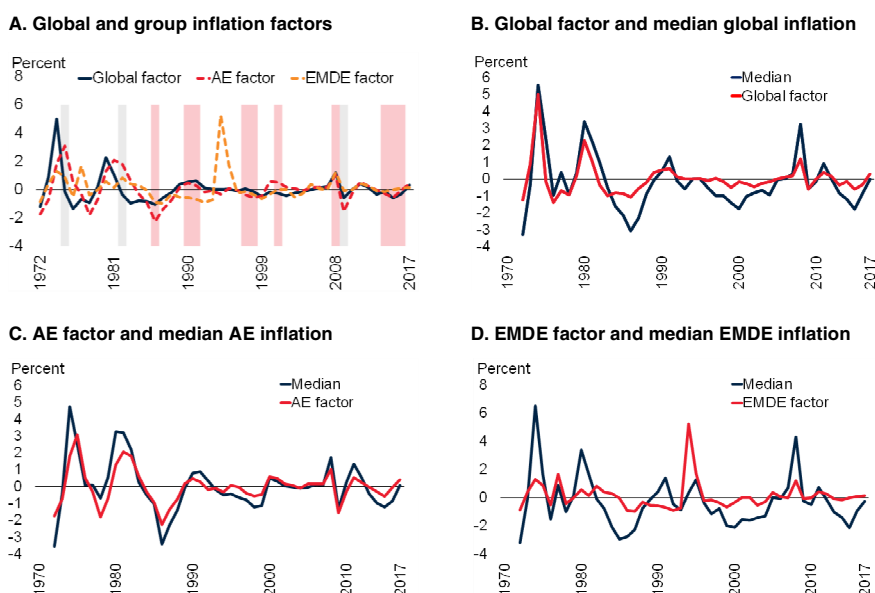 A. Global and group inflation factors
Percent
8
6
4
2
0
-2
-4
Global factor AE factor EMDE factor
1972 1981 1990 1999 2008 2017
B. Global factor and median global inflation
Percent
6
5
4
3
2
1
0
-1
-2
-3
-4
Median
Global factor
1970 1980 1990 2000 2010 2017
C. AE factor and median AE inflation
Percent
6
5
4
3
2
1
0
-1
-2
-3
-4
Median
AE factor
1970 1980 1990 2000 2010 2017
D. EMDE factor and median EMDE inflation
Percent
8
6
4
2
0
-2
-4
Median
EMDE factor
1970 1980 1990 2000 2010 2017